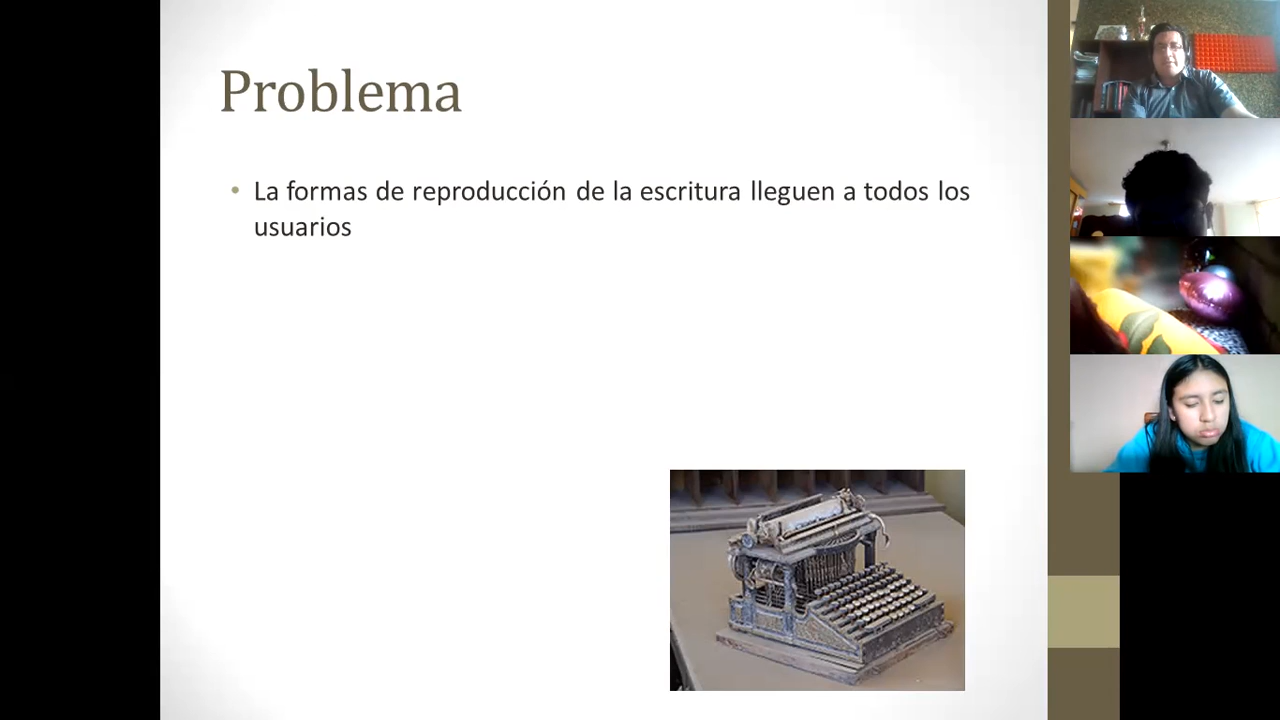 Problema
La formas de reproducción de la escritura lleguen a todos los
usuarios